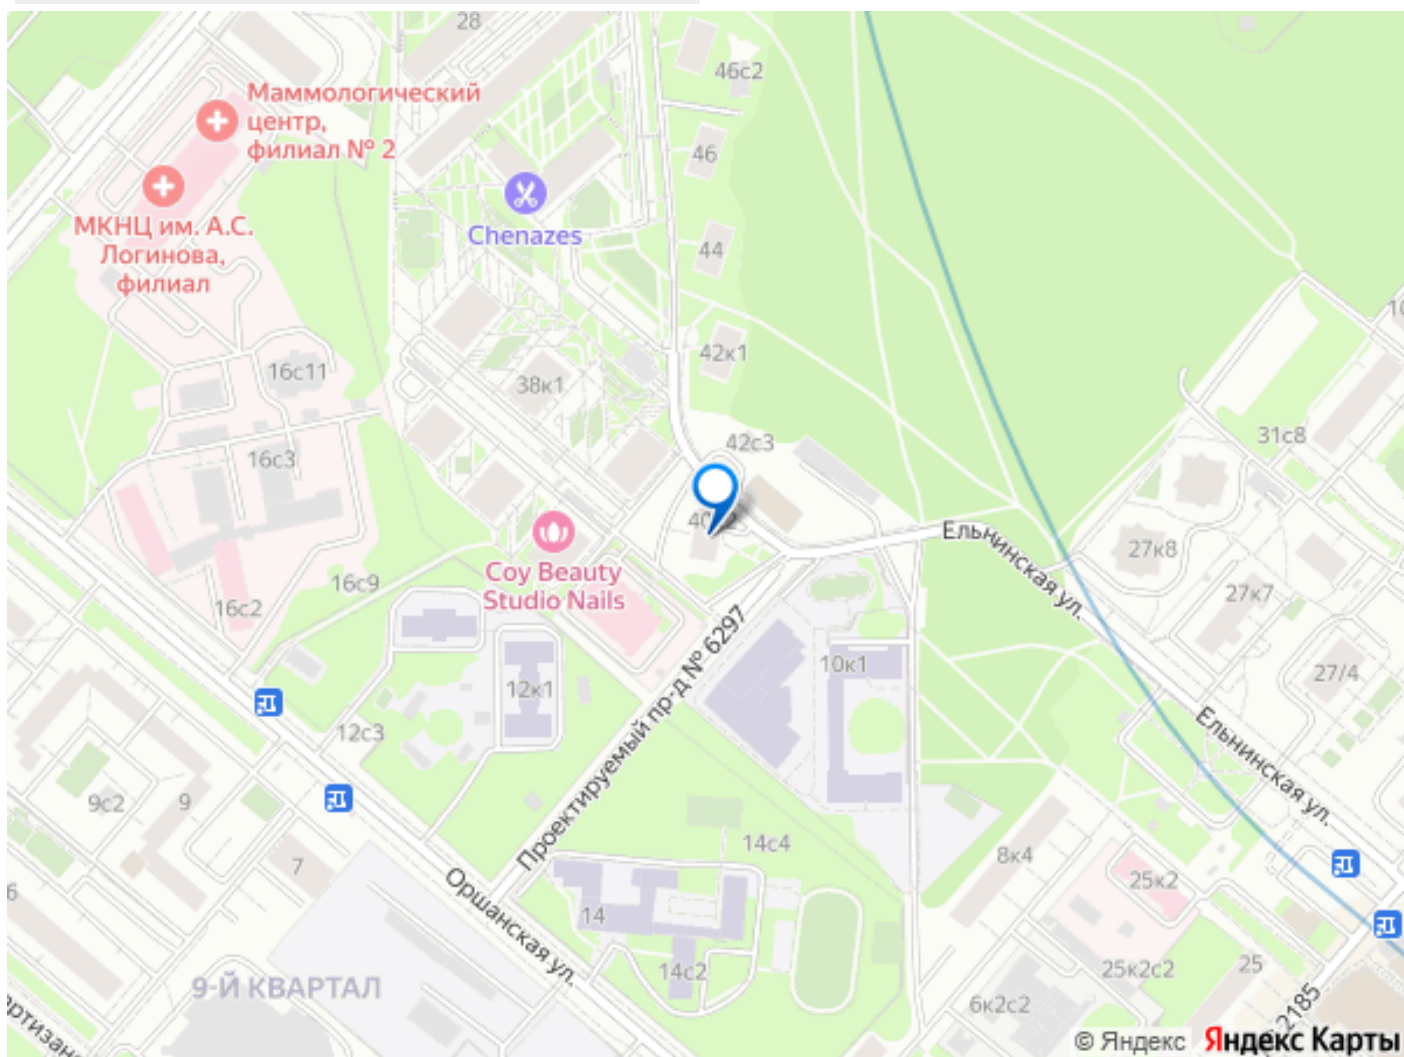 28
46с2
Маммологический
центр,
филиал № 2
46
МКНЦ им. А.С.
Логинова,
филиал
Chenazes
44
42к1
16с11
38к1
42с3
31с8
16с3
Ельнинская ул.
27к8
Coy Beauty
Studio Nails
16с9
16с2
27к7
Проектируемый пр-д № 6297
10к1
12к1
27/4
12с3
Ельнинская ул.
9с2
9
7
14с4
8к4
25к2
6
Оршанская ул.
14
14с2
25к2с2
25
9-Й КВАРТАЛ
6к2с2
2185
© Яндекс Яндекс Карты